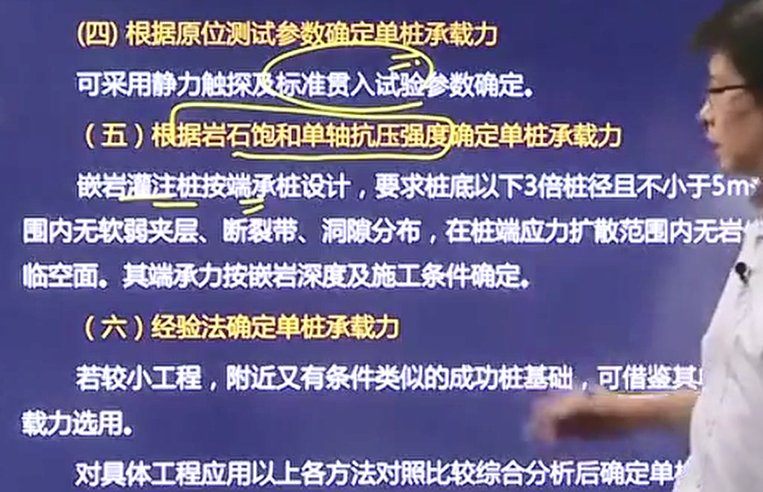 (四) 根据原位测试参数确定单桩承载力
可采用静力触探及标准贯入试验参数确定。
（五）根据岩石饱和单轴抗压强度确定单桩承载力
嵌岩灌注桩按端承桩设计，要求桩底以下3倍桩径且不小于5m
围内无软弱夹层、断裂带、洞隙分布，在桩端应力扩散范围内无岩
临空面。其端承力按嵌岩深度及施工条件确定。
（六）经验法确定单桩承载力
若较小工程，附近又有条件类似的成功桩基础，可借鉴其
载力选用。
对具体工程应用以上各方法对照比较综合分析后确定单